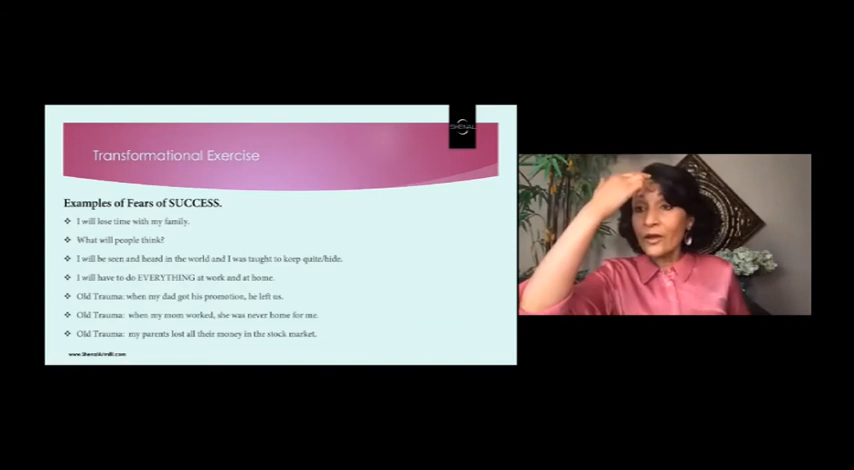 SHENAL
Transformational Exercise
Examples of Fears of SUCCESS.
I will lose time with my family.
What will people think?
I will be seen and heard in the world and I was taught to keep quite/hide.
I will have to do EVERYTHING at work and at home.
Old Trauma: when my dad got his promotion, he left us.
Old Trauma: when my mom worked, she was never home for me.
Old Trauma: my parents lost all their money in the stock market.